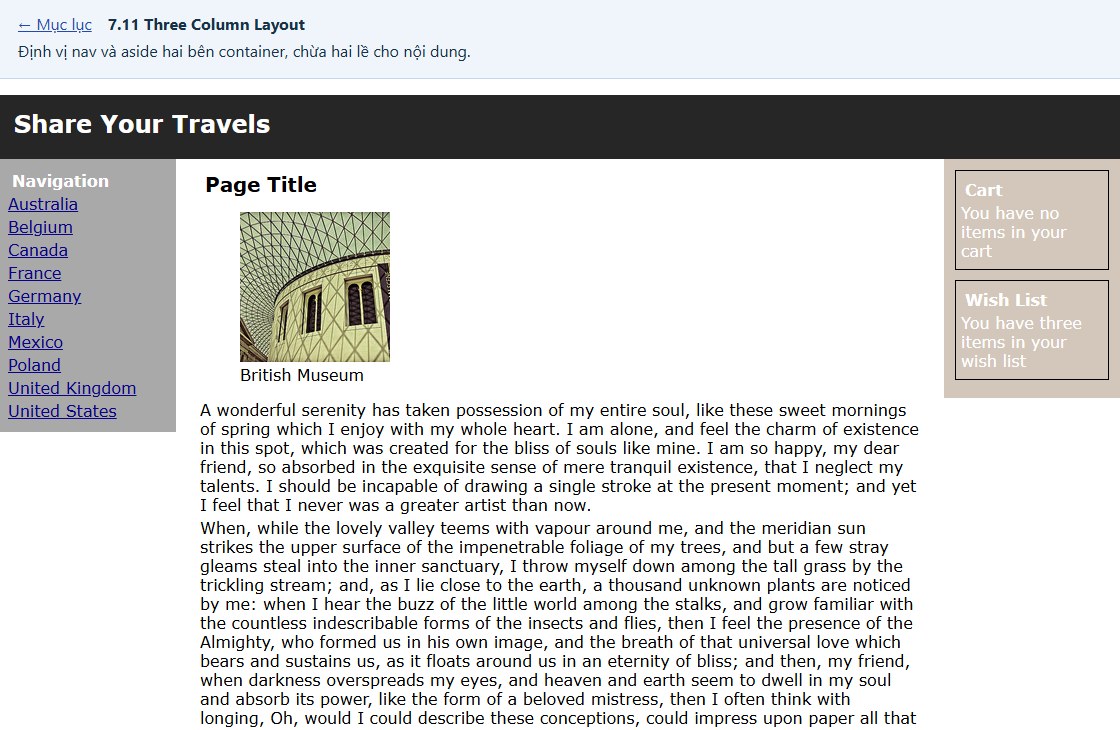 ← Mục lục 7.11 Three Column Layout
Định vị nav và aside hai bên container, chừa hai lề cho nội dung.
Share Your Travels
Navigation
Australia
Belgium
Canada
France
Germany
Italy
Mexico
Poland
United Kingdom
United States
Page Title
British Museum
A wonderful serenity has taken possession of my entire soul, like these sweet mornings
of spring which I enjoy with my whole heart. I am alone, and feel the charm of existence
in this spot, which was created for the bliss of souls like mine. I am so happy, my dear
friend, so absorbed in the exquisite sense of mere tranquil existence, that I neglect my
talents. I should be incapable of drawing a single stroke at the present moment; and yet
I feel that I never was a greater artist than now.
When, while the lovely valley teems with vapour around me, and the meridian sun
strikes the upper surface of the impenetrable foliage of my trees, and but a few stray
gleams steal into the inner sanctuary, I throw myself down among the tall grass by the
trickling stream; and, as I lie close to the earth, a thousand unknown plants are noticed
by me: when I hear the buzz of the little world among the stalks, and grow familiar with
the countless indescribable forms of the insects and flies, then I feel the presence of the
Almighty, who formed us in his own image, and the breath of that universal love which
bears and sustains us, as it floats around us in an eternity of bliss; and then, my friend,
when darkness overspreads my eyes, and heaven and earth seem to dwell in my soul
and absorb its power, like the form of a beloved mistress, then I often think with
longing, Oh, would I could describe these conceptions, could impress upon paper all that
Cart
You have no
items in your
cart
Wish List
You have three
items in your
wish list